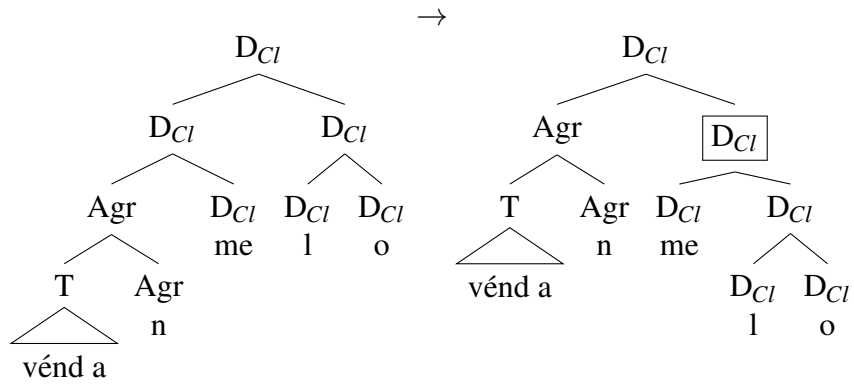 →
D_Cl D_Cl
D_Cl D_Cl Agr D_Cl
Agr D_Cl D_Cl D_Cl T Agr D_Cl D_Cl
me l o n me
T Agr vénd a D_Cl D_Cl
n l o
vénd a